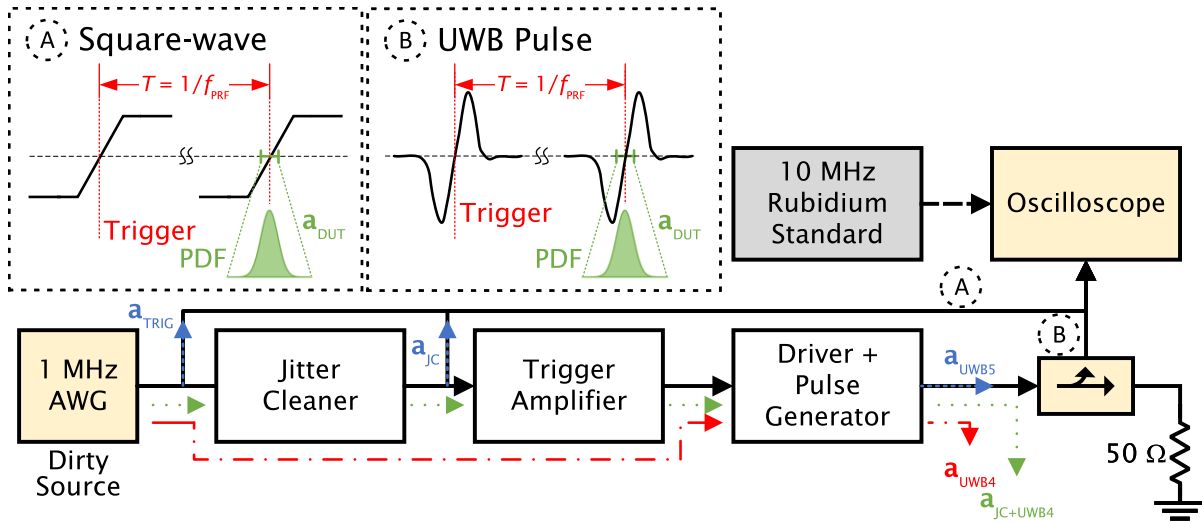 A Square-wave
T = 1/fPRF
Trigger
PDF
aDUT
B UWB Pulse
T = 1/fPRF
Trigger
PDF
aDUT
10 MHz
Rubidium
Standard
Oscilloscope
A
aTRIG
aJC
B
1 MHz
AWG
Jitter
Cleaner
Trigger
Amplifier
Driver +
Pulse
Generator
aUWB5
Dirty
Source
aUWB4
aJC+UWB4
50 Ω